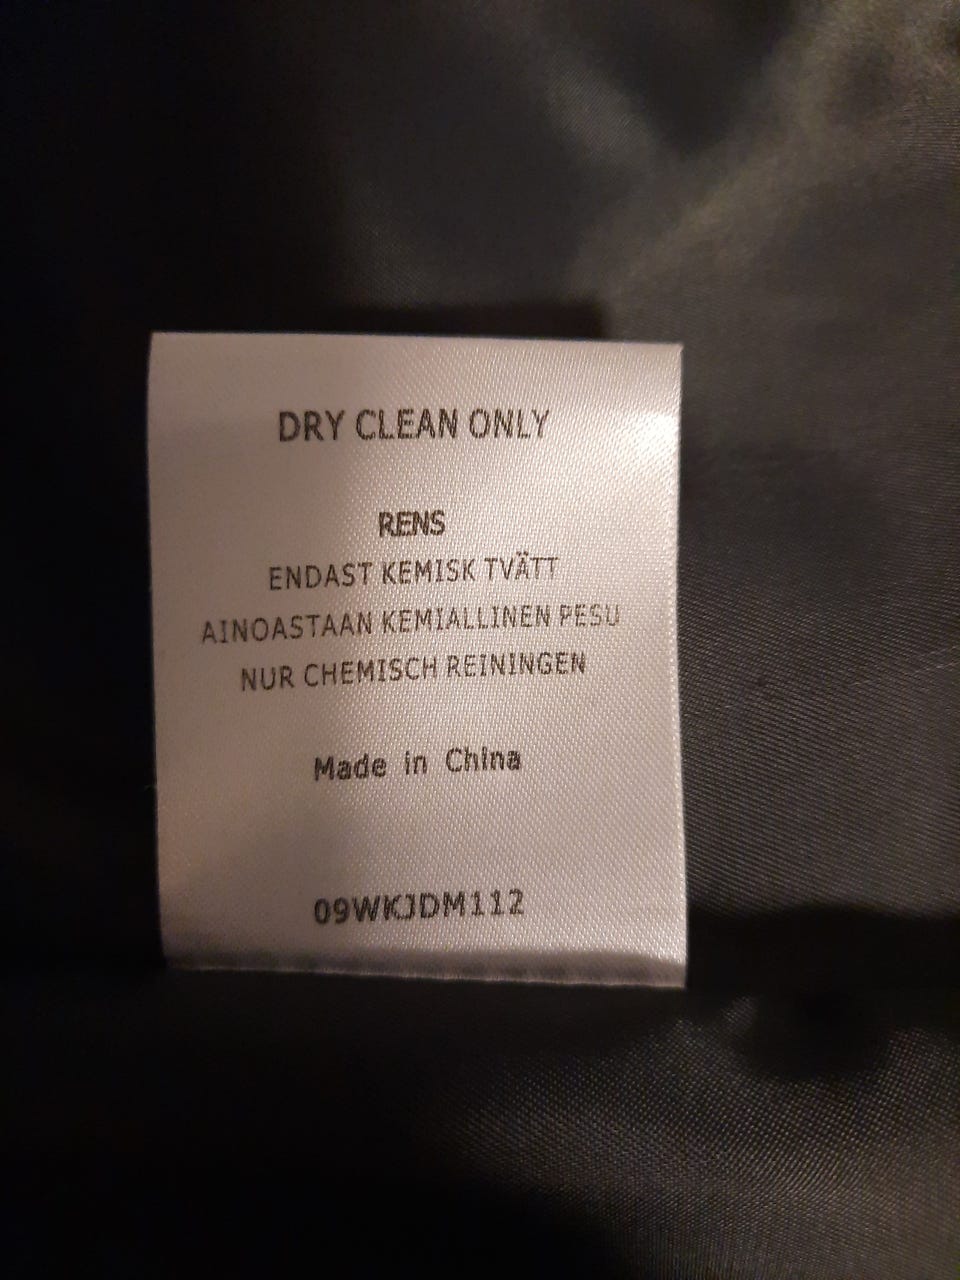 DRY CLEAN ONLY
RENS
ENDAST KEMISK TVÄTT
AINOASTAAN KEMIALLINEN PESU
NUR CHEMISCH REININGEN
Made in China
09WKJDM112